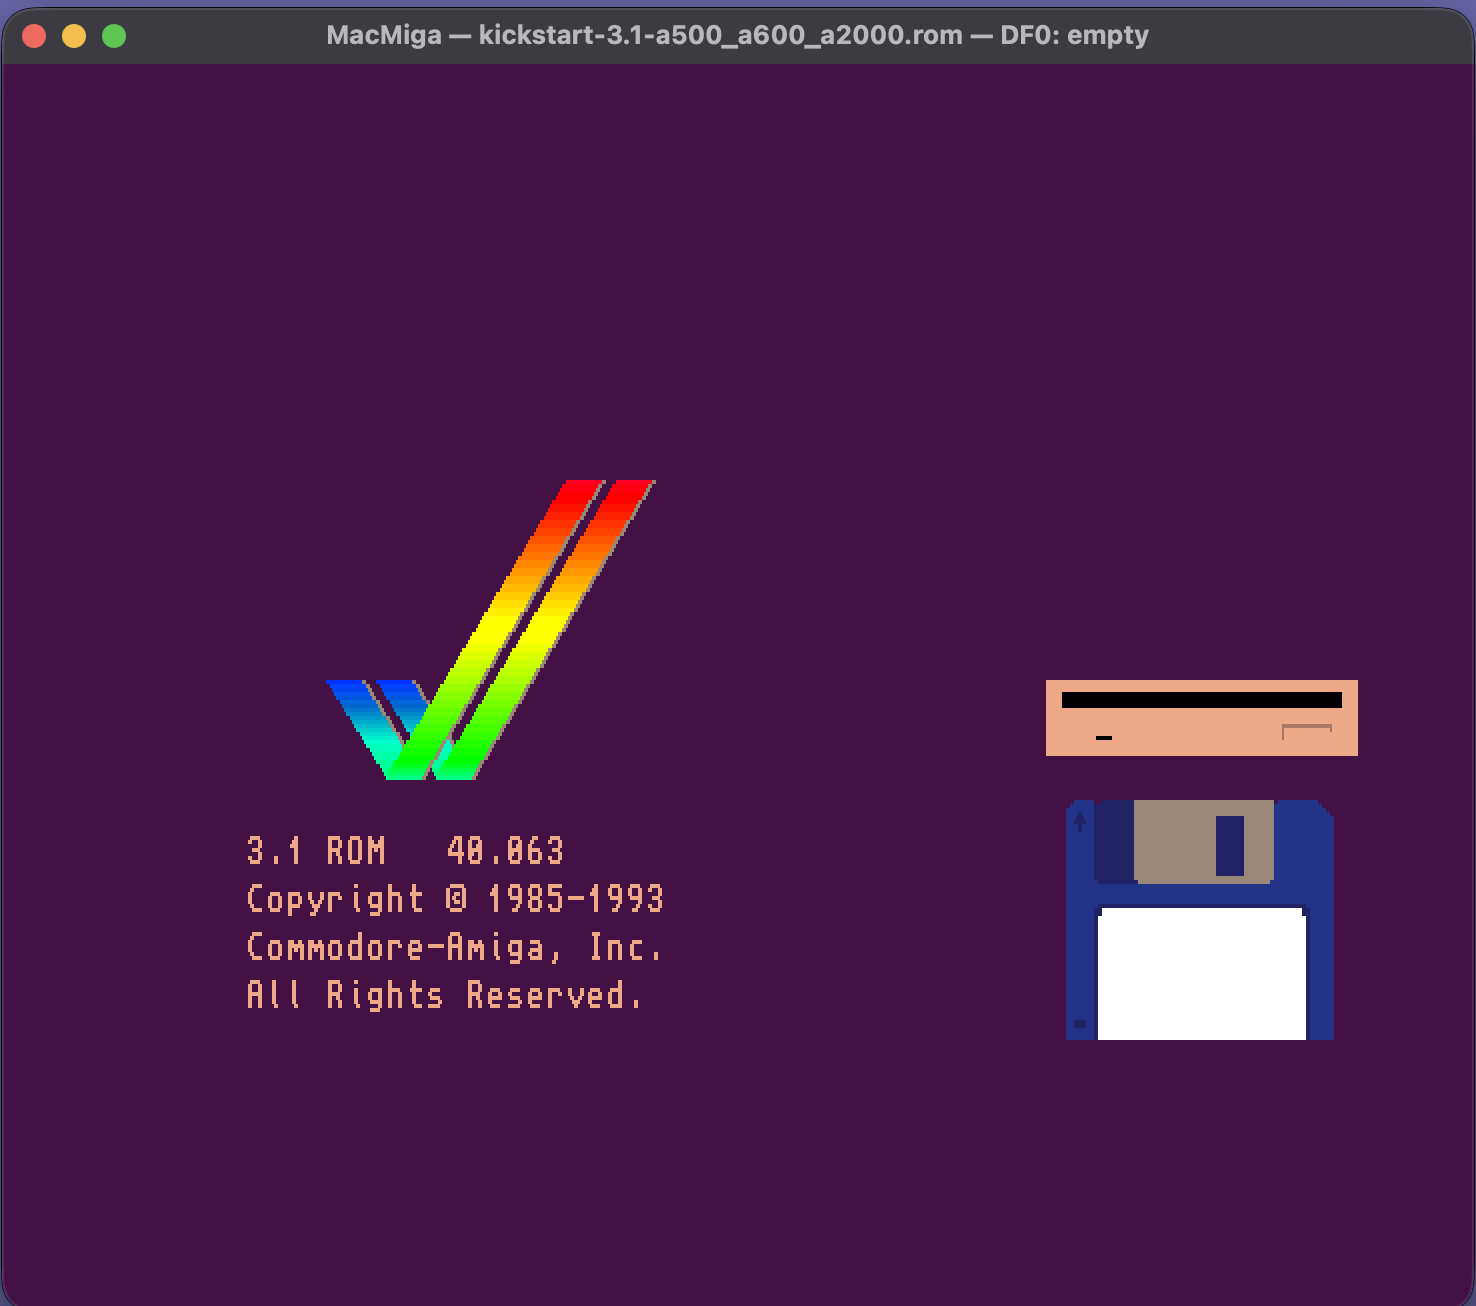 MacMiga — kickstart-3.1-a500_a600_a2000.rom — DF0: empty
3.1 ROM   40.063
Copyright © 1985-1993
Commodore-Amiga, Inc.
All Rights Reserved.